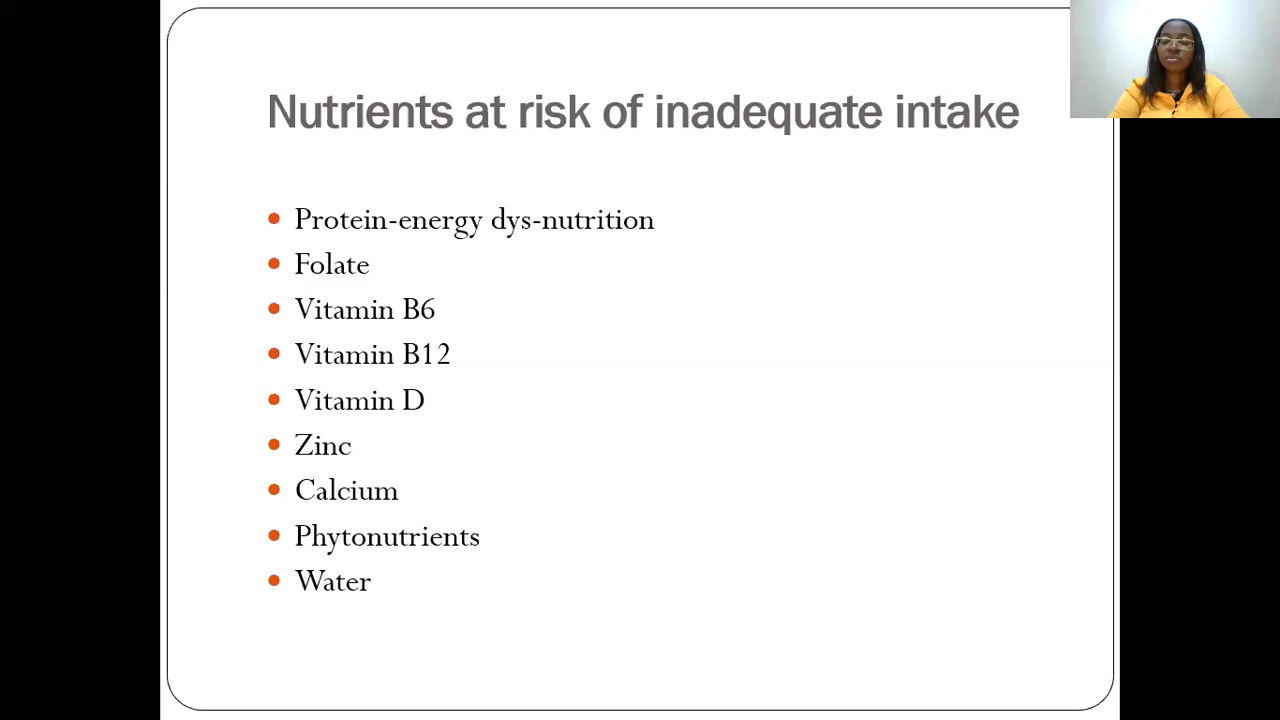 Nutrients at risk of inadequate intake
Protein-energy dys-nutrition
Folate
Vitamin B6
Vitamin B12
Vitamin D
Zinc
Calcium
Phytonutrients
Water